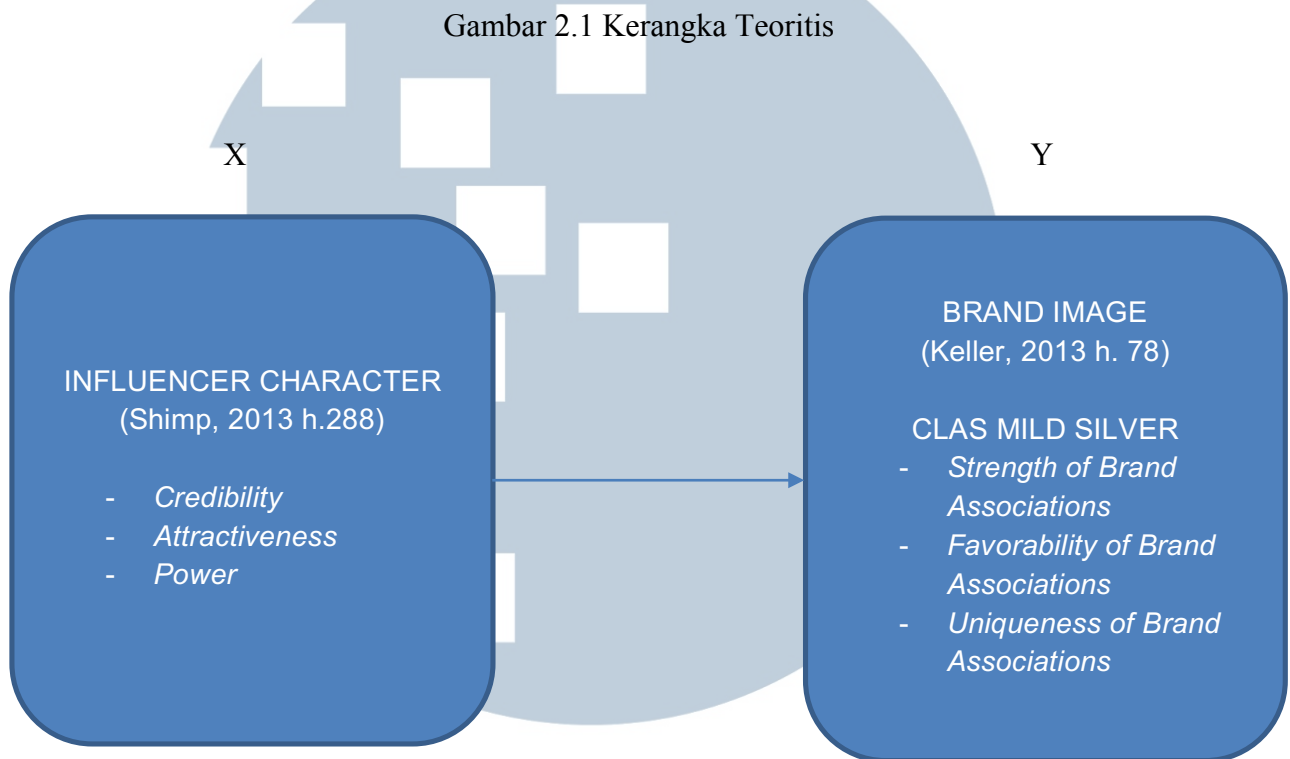 Gambar 2.1 Kerangka Teoritis
X
Y
INFLUENCER CHARACTER
(Shimp, 2013 h.288)
- Credibility
- Attractiveness
- Power
BRAND IMAGE
(Keller, 2013 h. 78)
CLAS MILD SILVER
- Strength of Brand
Associations
- Favorability of Brand
Associations
- Uniqueness of Brand
Associations